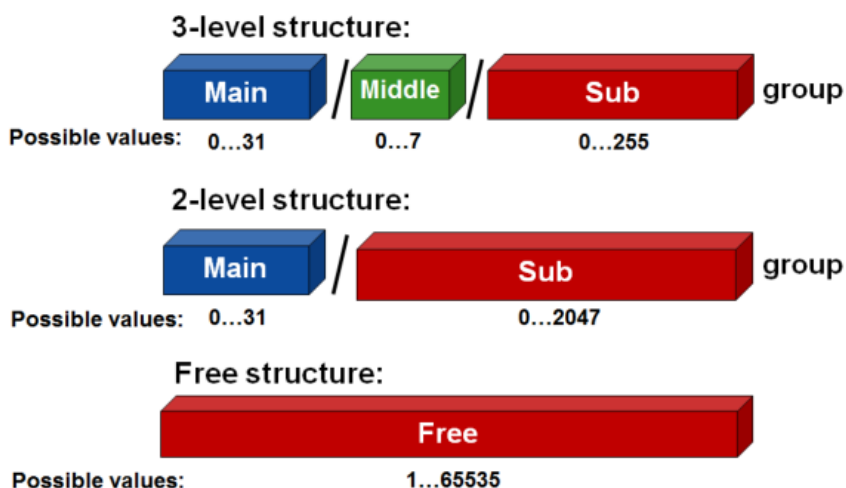 3-level structure:
Main / Middle / Sub group
Possible values: 0...31 0...7 0...255
2-level structure:
Main / Sub group
Possible values: 0...31 0...2047
Free structure:
Free
Possible values: 1...65535